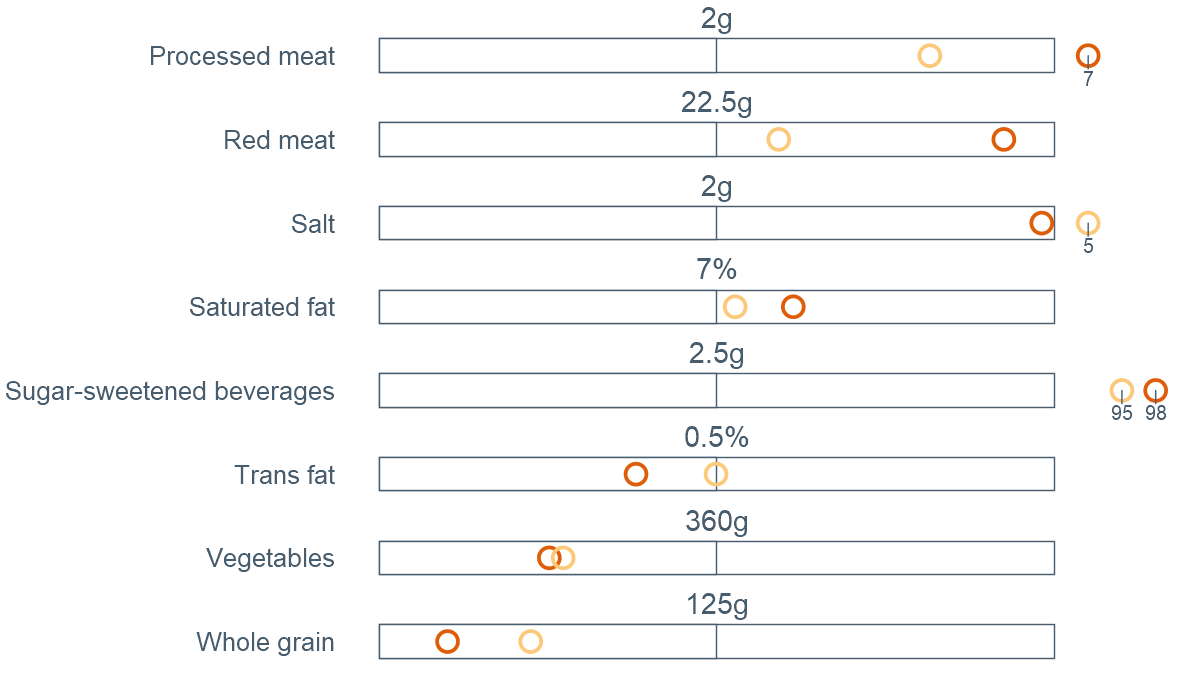 2g
Processed meat
7
22.5g
Red meat
2g
Salt
5
7%
Saturated fat
2.5g
Sugar-sweetened beverages
95 98
0.5%
Trans fat
360g
Vegetables
125g
Whole grain